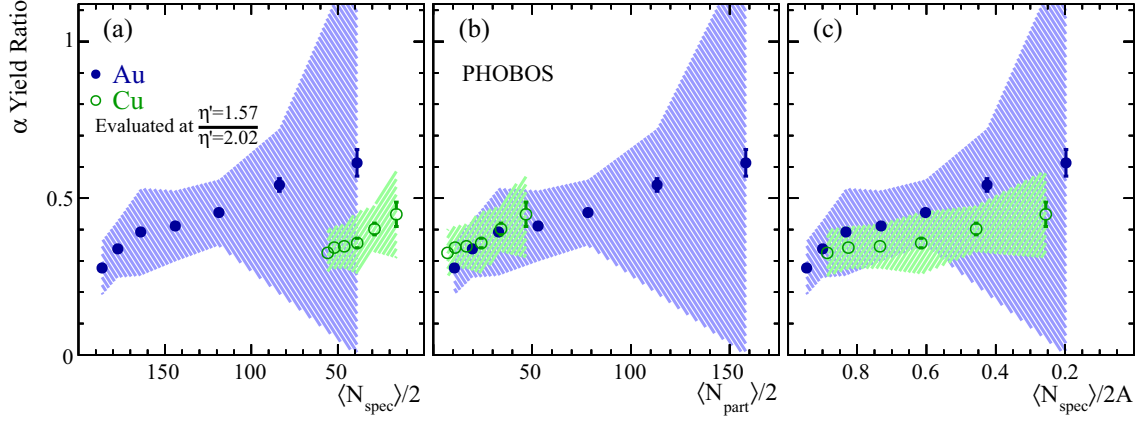 α Yield Ratio
1
0.5
0
(a)
Au
Cu
Evaluated at η'=1.57
η'=2.02
150 100 50
⟨N_spec⟩/2
(b)
PHOBOS
50 100 150
⟨N_part⟩/2
(c)
0.8 0.6 0.4 0.2
⟨N_spec⟩/2A